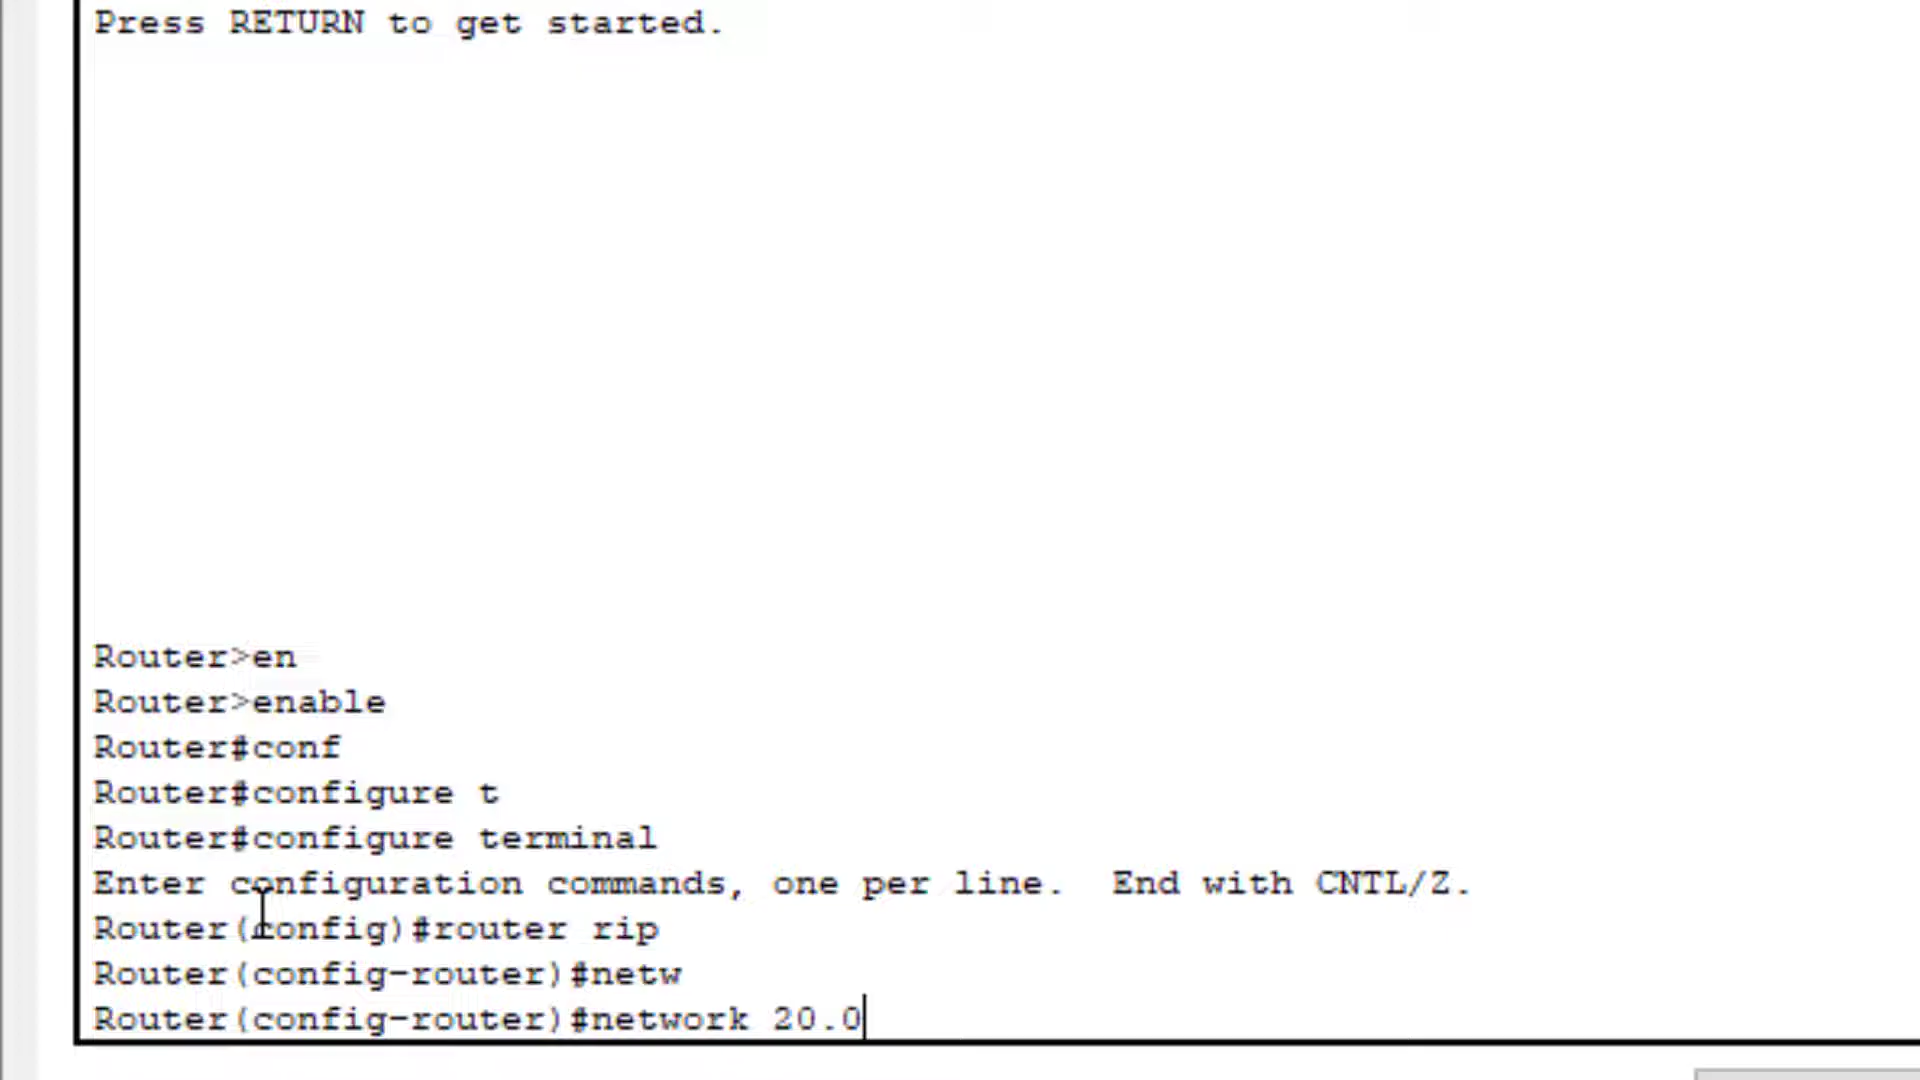 Press RETURN to get started.
Router>en
Router>enable
Router#conf
Router#configure t
Router#configure terminal
Enter configuration commands, one per line.  End with CNTL/Z.
Router(config)#router rip
Router(config-router)#netw
Router(config-router)#network 20.0